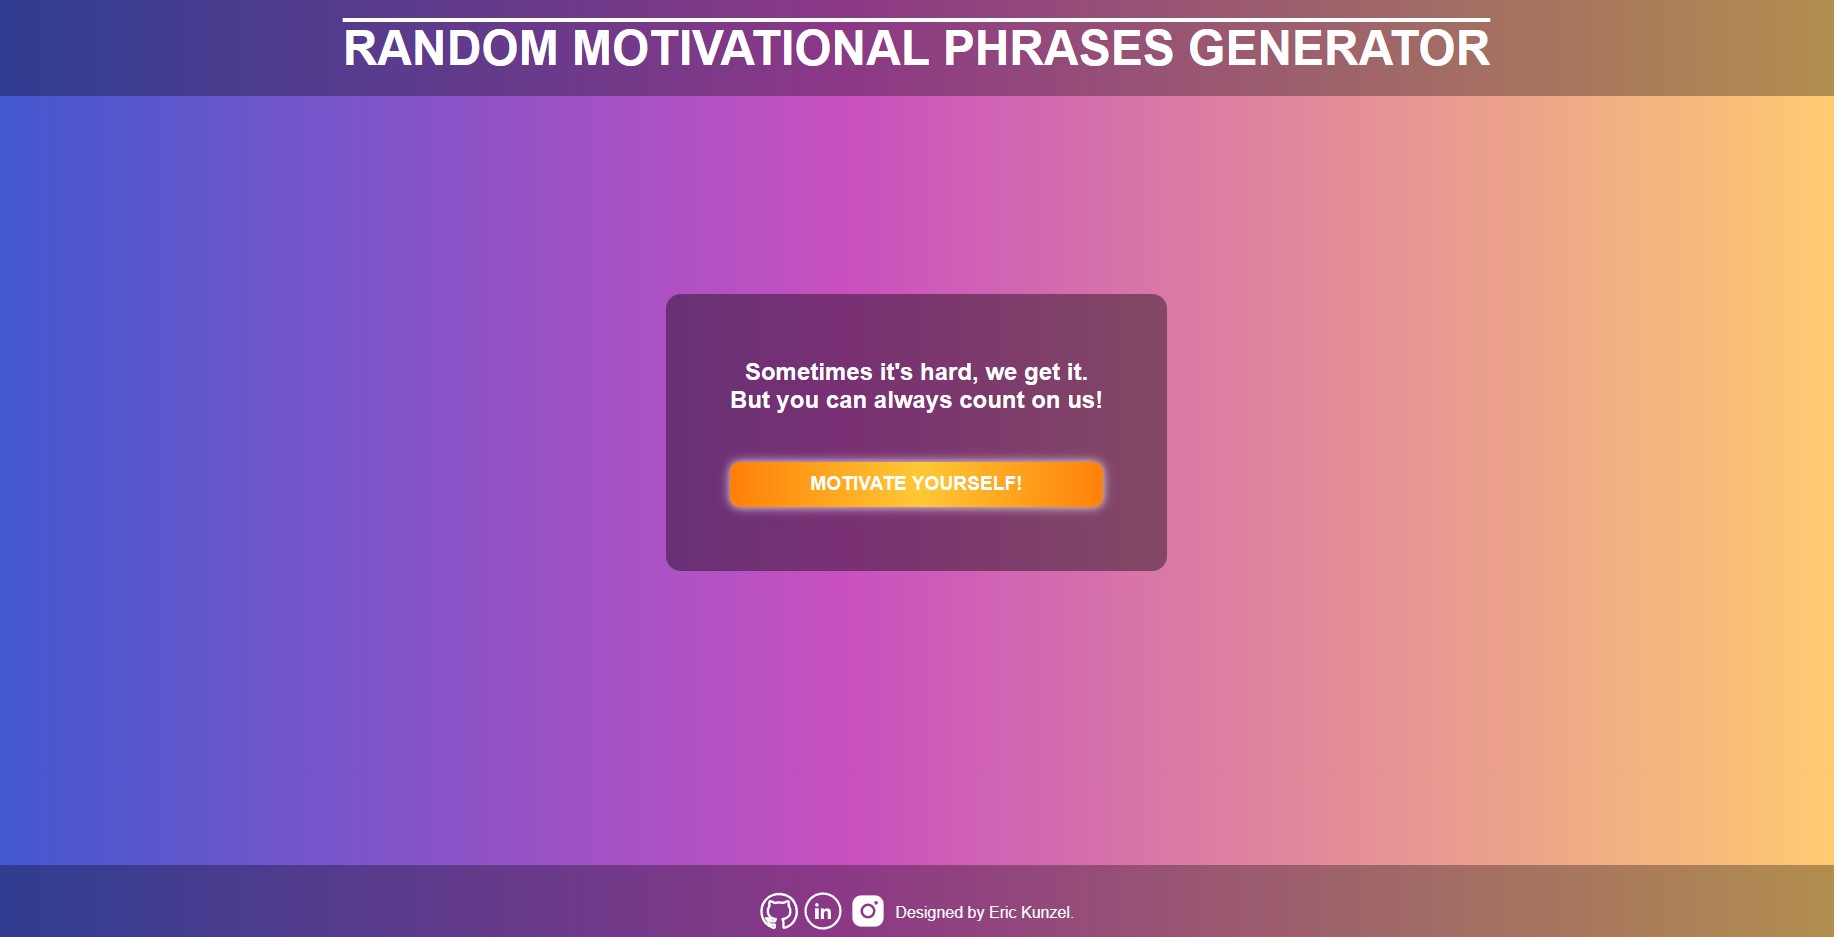 RANDOM MOTIVATIONAL PHRASES GENERATOR
Sometimes it's hard, we get it.
But you can always count on us!
MOTIVATE YOURSELF!
in
Designed by Eric Kunzel.